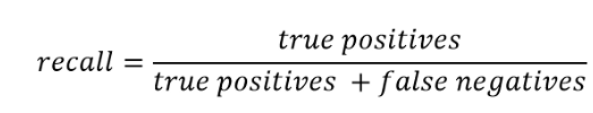 true positives
recall =
true positives + false negatives